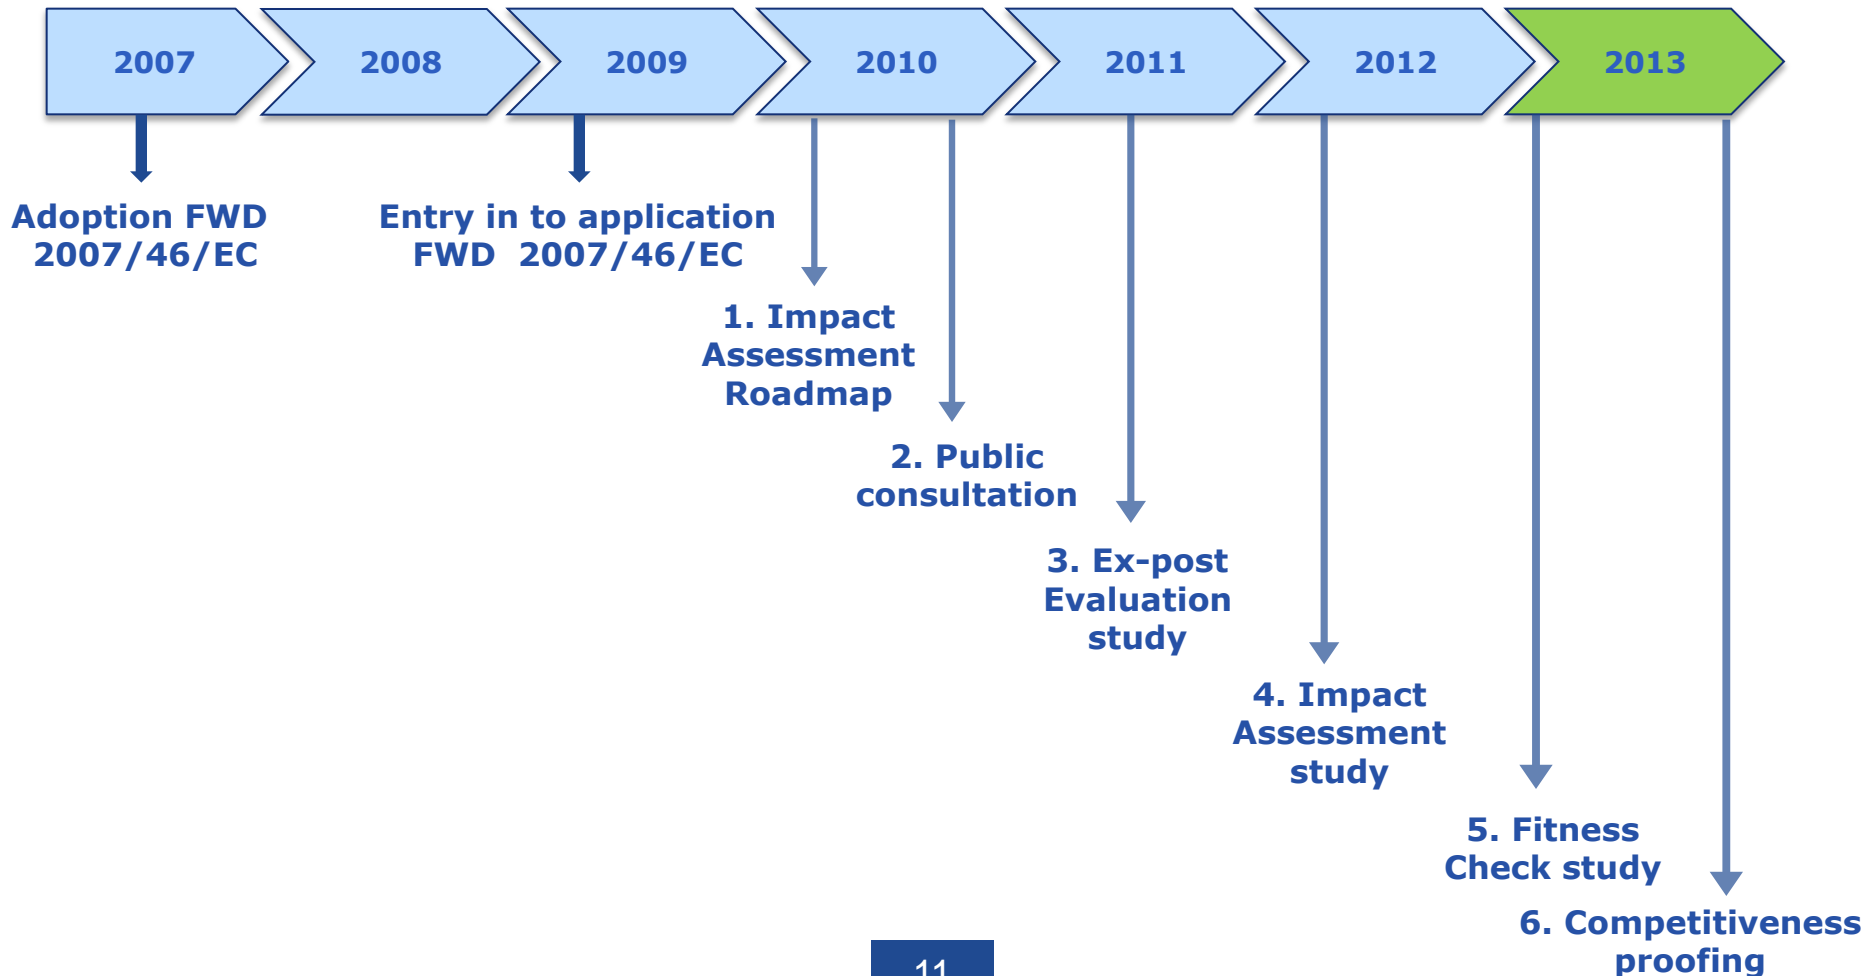 2007
2008
2009
2010
2011
2012
2013
Adoption FWD
2007/46/EC
Entry in to application
FWD 2007/46/EC
1. Impact
Assessment
Roadmap
2. Public
consultation
3. Ex-post
Evaluation
study
4. Impact
Assessment
study
5. Fitness
Check study
6. Competitiveness
proofing
11